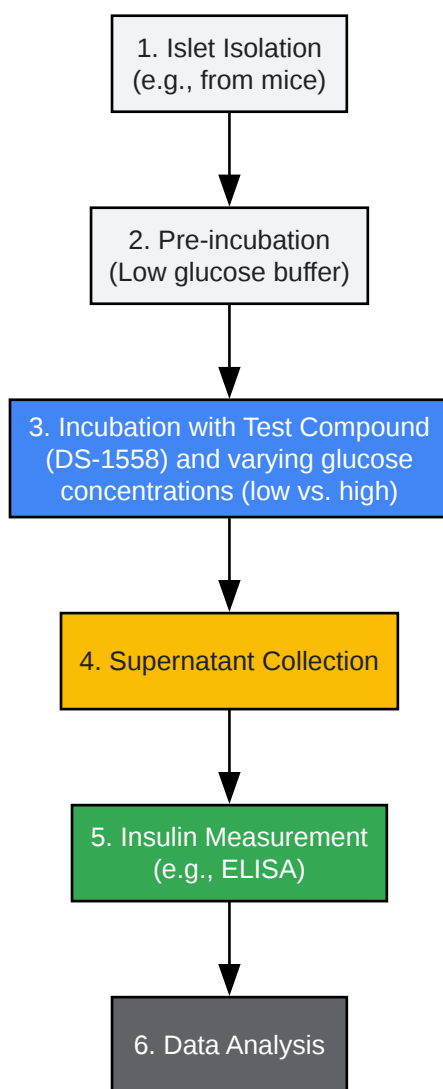 1. Islet Isolation
(e.g., from mice)
2. Pre-incubation
(Low glucose buffer)
3. Incubation with Test Compound
(DS-1558) and varying glucose
concentrations (low vs. high)
4. Supernatant Collection
5. Insulin Measurement
(e.g., ELISA)
6. Data Analysis